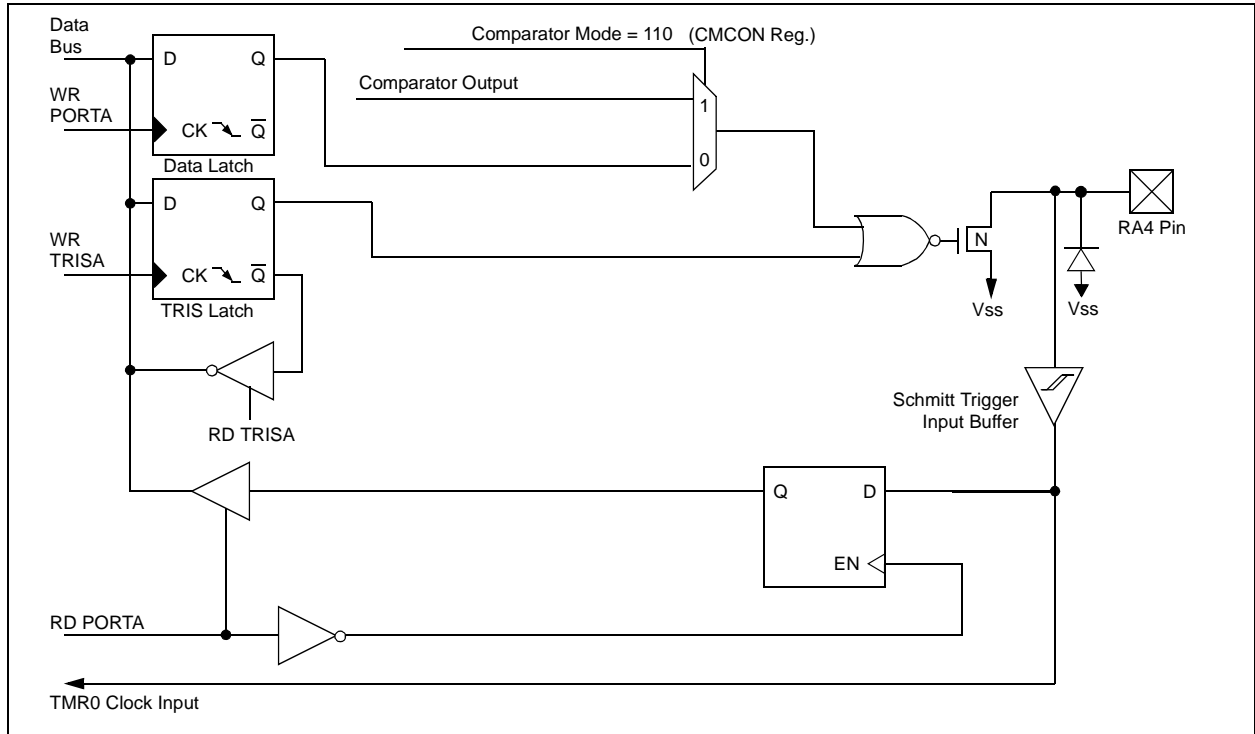 Data
Bus
D
Q
WR
PORTA
CK
Q
Data Latch
Comparator Mode = 110 (CMCON Reg.)
Comparator Output
1
0
D
Q
WR
TRISA
CK
Q
TRIS Latch
RD TRISA
N
Vss
Vss
RA4 Pin
Schmitt Trigger
Input Buffer
Q
D
EN
RD PORTA
TMR0 Clock Input